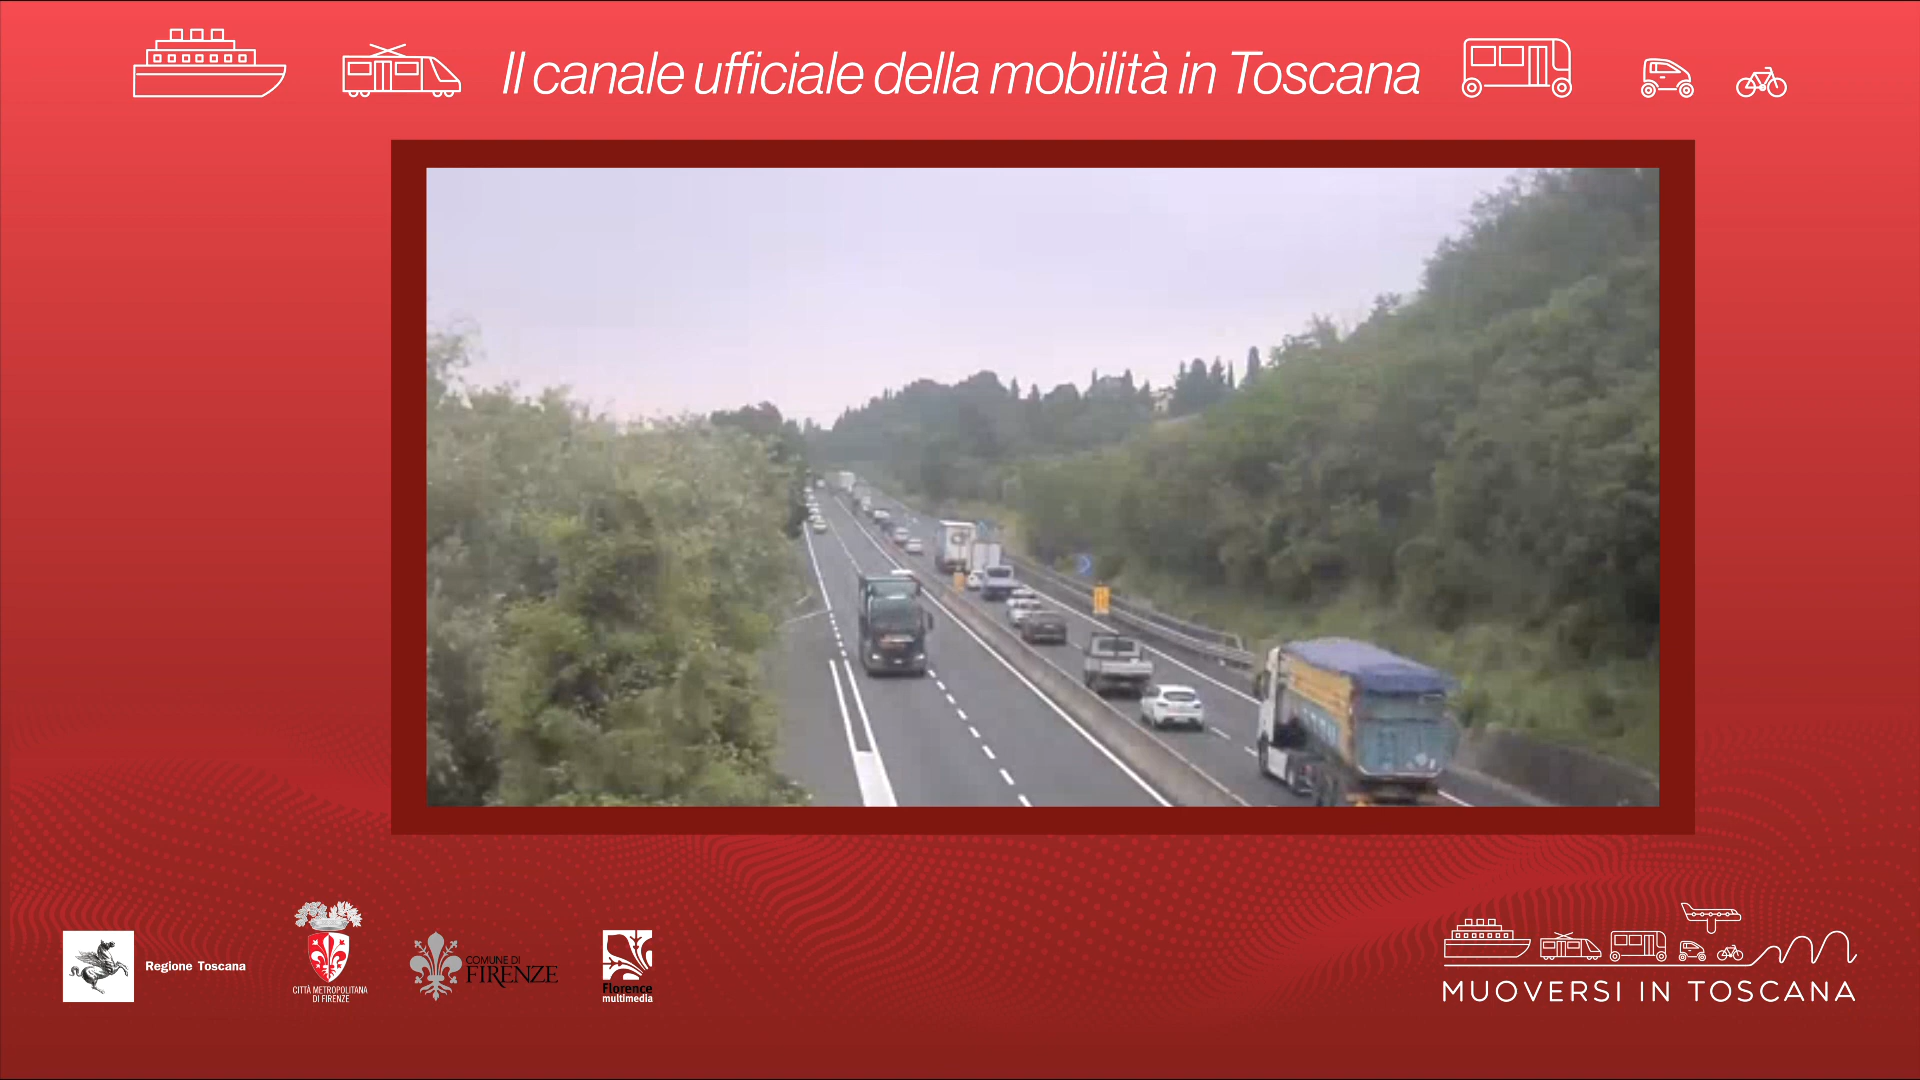 Il canale ufficiale della mobilità in Toscana
Regione Toscana
CITTÀ METROPOLITANA
DI FIRENZE
COMUNE DI
FIRENZE
Florence
multimedia
MUOVERSI IN TOSCANA